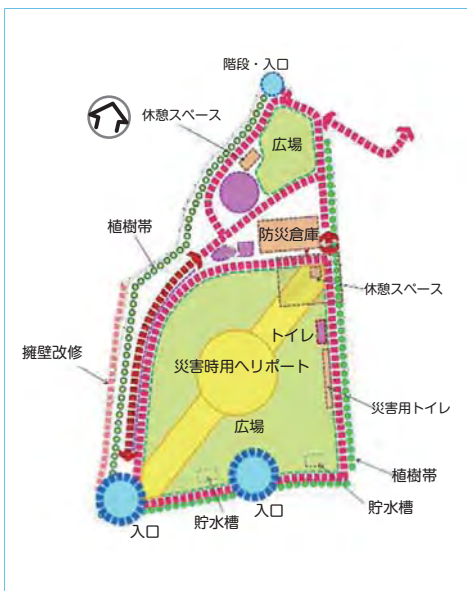 階段・入口
休憩スペース
広場
植樹帯
防災倉庫
休憩スペース
トイレ
擁壁改修
災害時用ヘリポート
災害用トイレ
広場
植樹帯
貯水槽
入口
貯水槽
入口